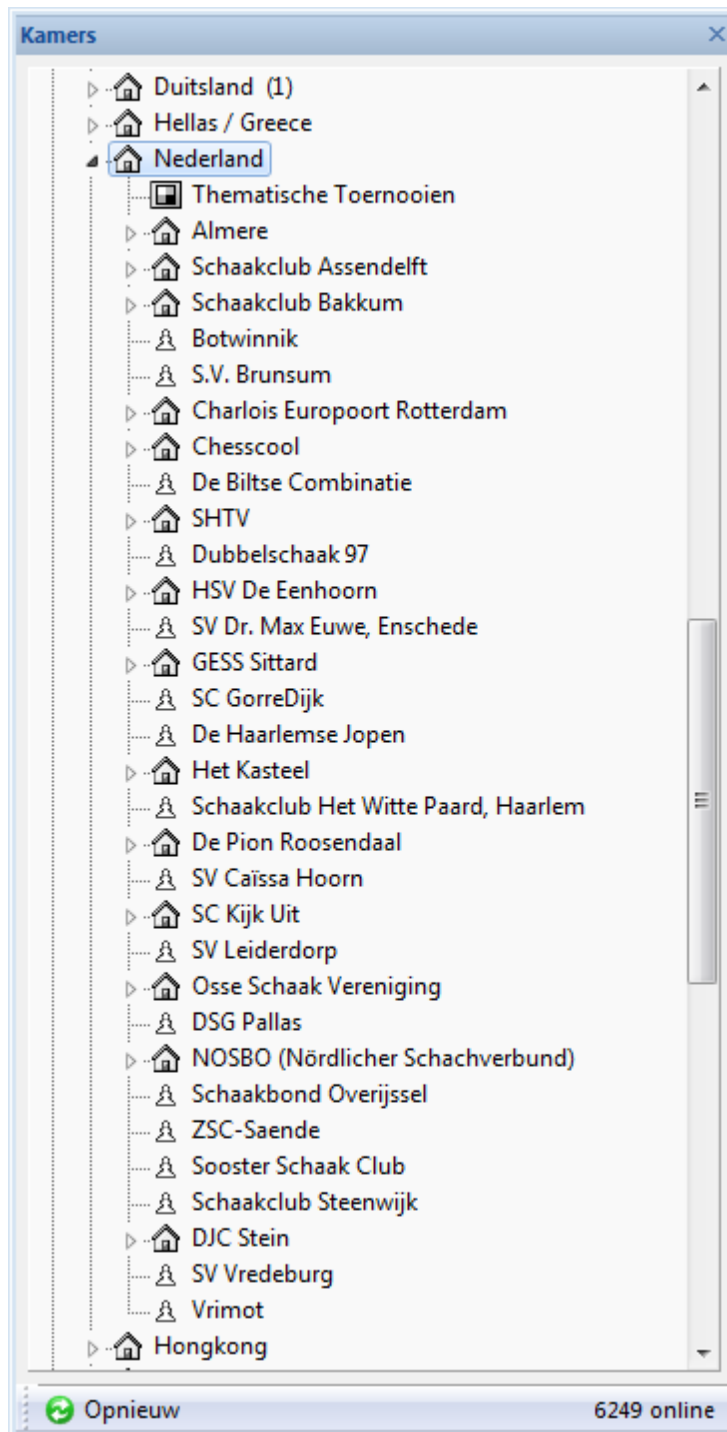 Kamers
Duitsland (1)
Hellas / Greece
Nederland
Thematische Toernooien
Almere
Schaakclub Assendelft
Schaakclub Bakkum
Botwinnik
S.V. Brunsum
Charlois Europoort Rotterdam
Chesscool
De Biltse Combinatie
SHTV
Dubbelschaak 97
HSV De Eenhoorn
SV Dr. Max Euwe, Enschede
GESS Sittard
SC GorreDijk
De Haarlemse Jopen
Het Kasteel
Schaakclub Het Witte Paard, Haarlem
De Pion Roosendaal
SV Caïssa Hoorn
SC Kijk Uit
SV Leiderdorp
Osse Schaak Vereniging
DSG Pallas
NOSBO (Nördlicher Schachverbund)
Schaakbond Overijssel
ZSC-Saende
Sooster Schaak Club
Schaakclub Steenwijk
DJC Stein
SV Vredeburg
Vrimot
Hongkong
Opnieuw 6249 online